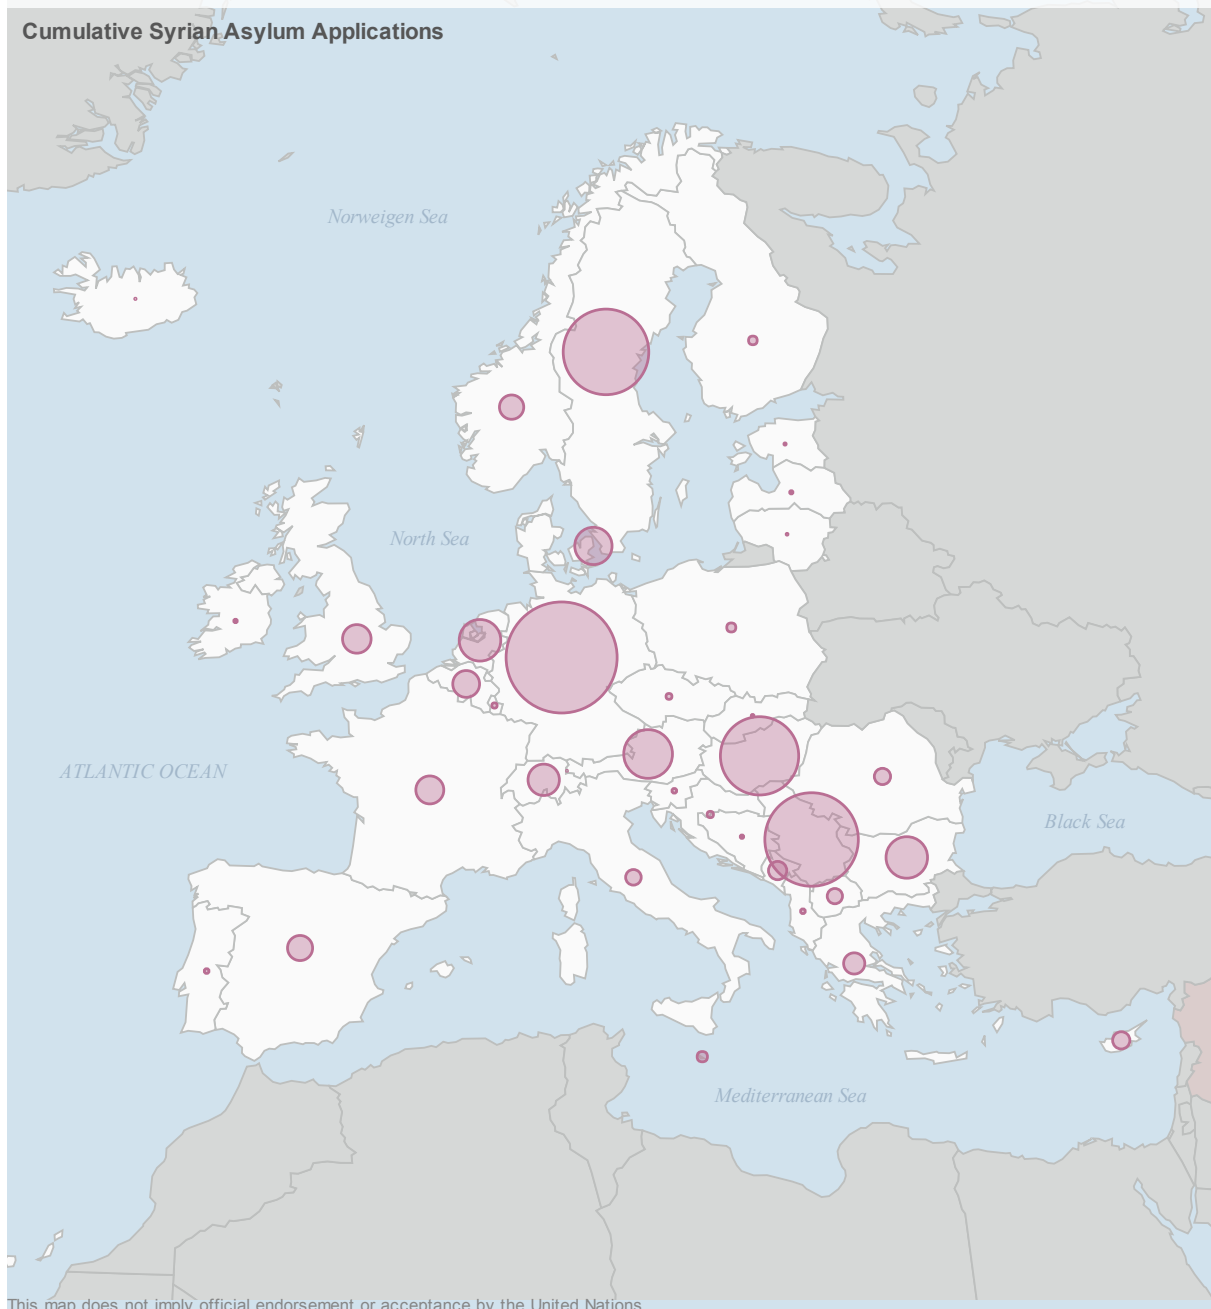 Cumulative Syrian Asylum Applications
Norweigen Sea
North Sea
ATLANTIC OCEAN
Black Sea
Mediterranean Sea
This map does not imply official endorsement or acceptance by the United Nations